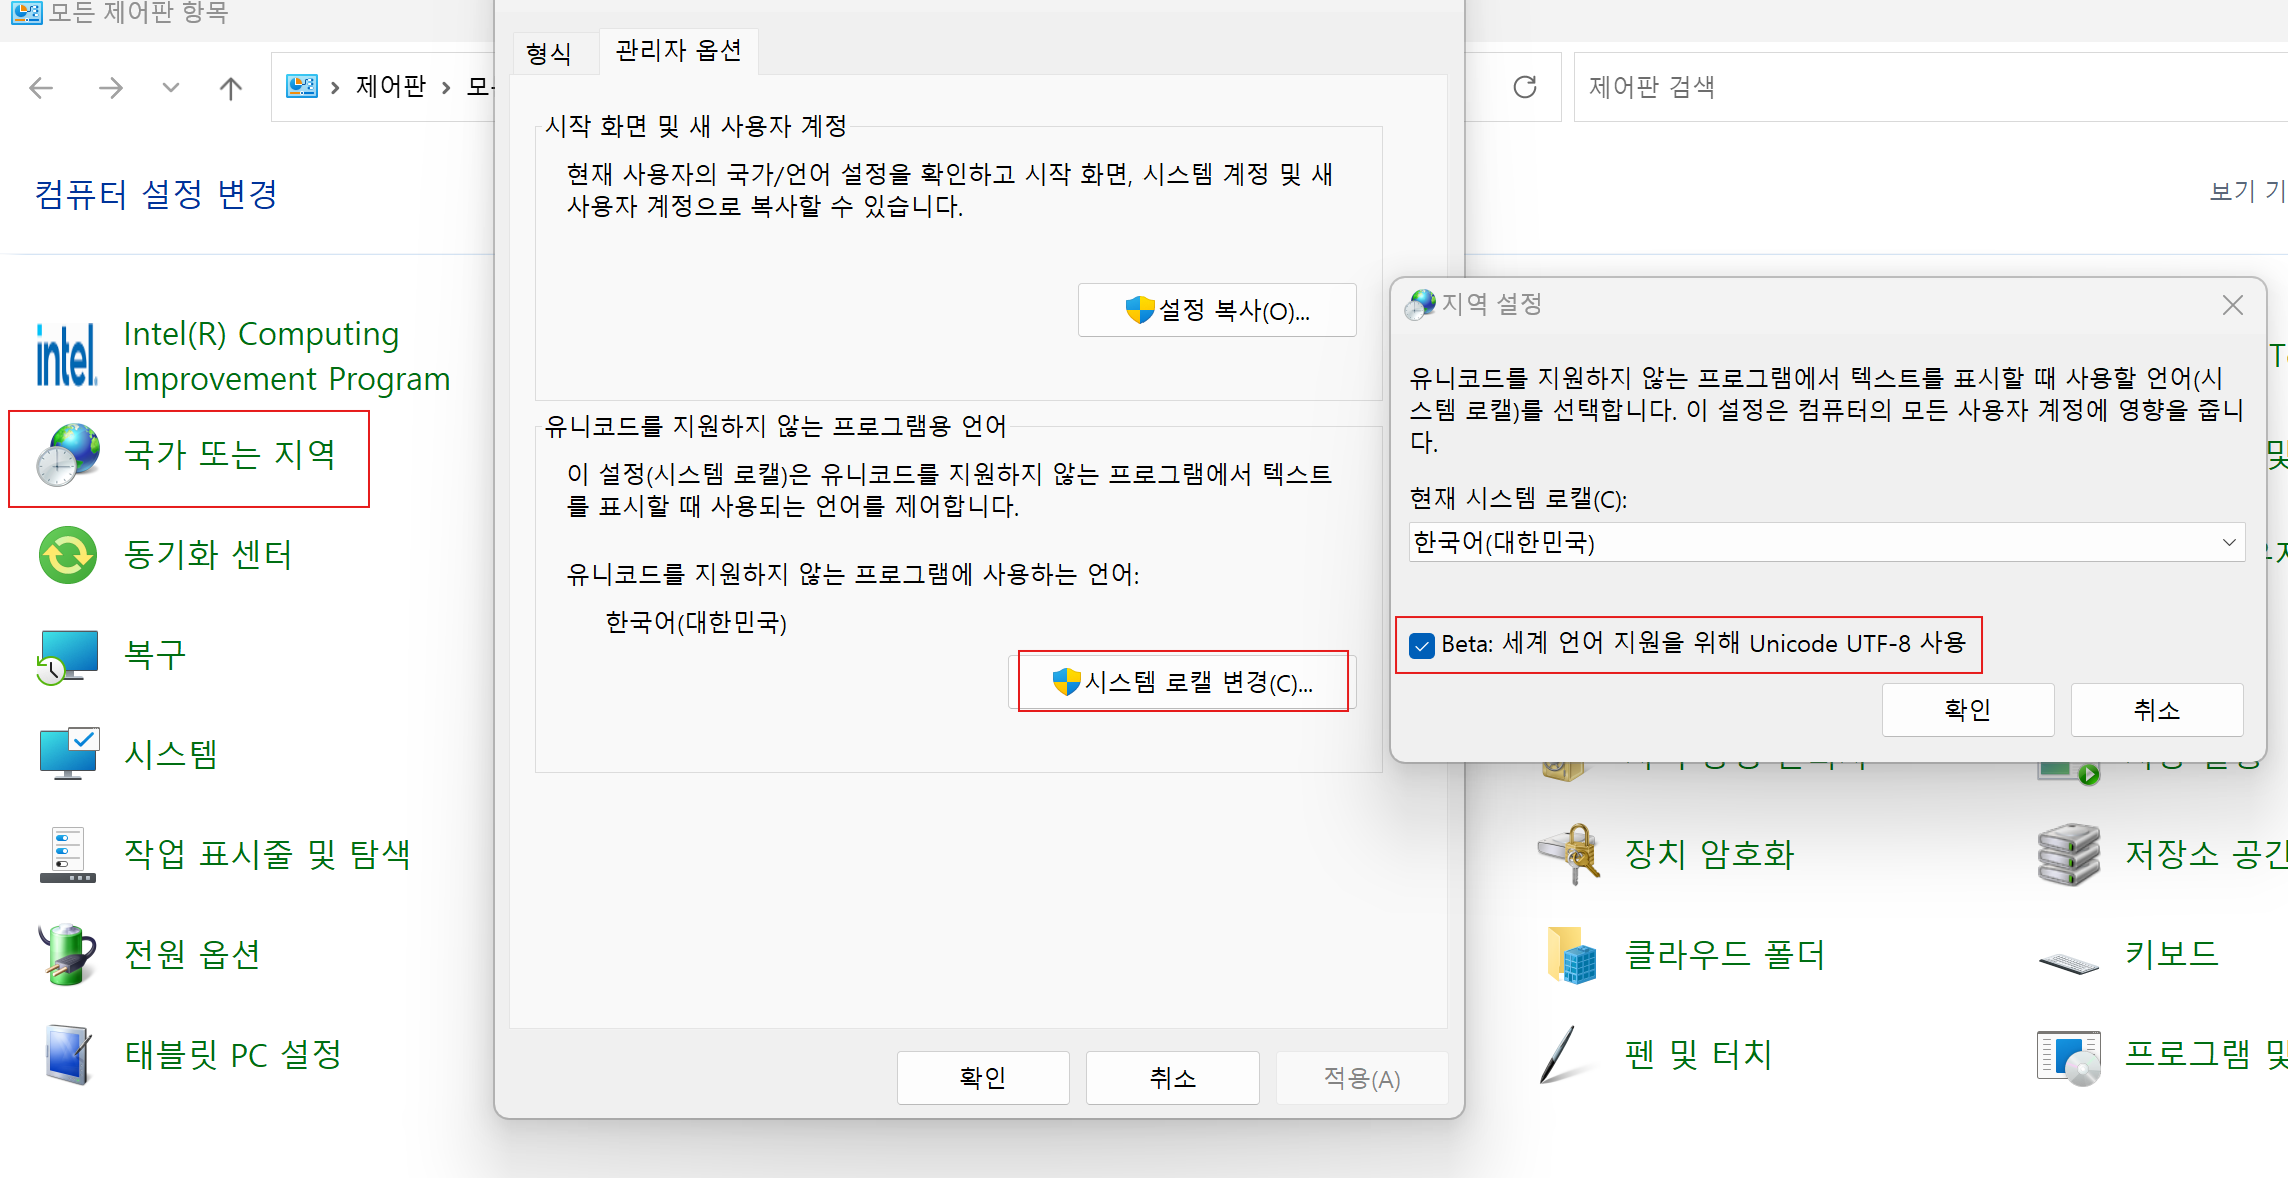 모든 제어판 항목
제어판
제어판 검색
컴퓨터 설정 변경
보기
Intel(R) Computing
Improvement Program
국가 또는 지역
동기화 센터
복구
시스템
작업 표시줄 및 탐색
전원 옵션
태블릿 PC 설정
형식
관리자 옵션
시작 화면 및 새 사용자 계정
현재 사용자의 국가/언어 설정을 확인하고 시작 화면, 시스템 계정 및 새
사용자 계정으로 복사할 수 있습니다.
설정 복사(O)...
유니코드를 지원하지 않는 프로그램용 언어
이 설정(시스템 로캘)은 유니코드를 지원하지 않는 프로그램에서 텍스트
를 표시할 때 사용되는 언어를 제어합니다.
유니코드를 지원하지 않는 프로그램에 사용하는 언어:
한국어(대한민국)
시스템 로캘 변경(C)...
확인
취소
적용(A)
지역 설정
유니코드를 지원하지 않는 프로그램에서 텍스트를 표시할 때 사용할 언어(시
스템 로캘)를 선택합니다. 이 설정은 컴퓨터의 모든 사용자 계정에 영향을 줍니
다.
현재 시스템 로캘(C):
한국어(대한민국)
Beta: 세계 언어 지원을 위해 Unicode UTF-8 사용
확인
취소
장치 암호화
저장소 공간
클라우드 폴더
키보드
펜 및 터치
프로그램 및
intel